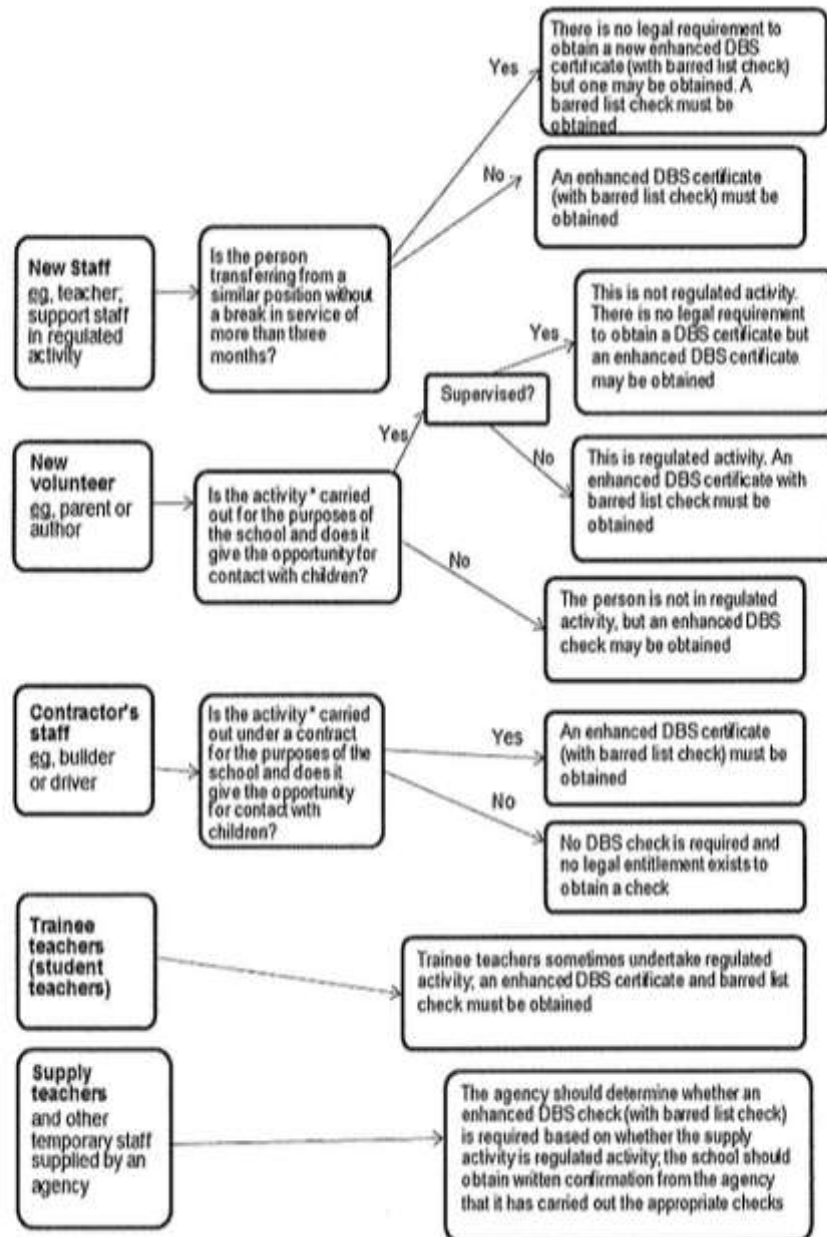 There is no legal requirement to
obtain a new enhanced DBS
certificate (with barred list check)
but one may be obtained. A
barred list check must be
obtained
Yes
No
An enhanced DBS certificate
(with barred list check) must be
obtained
New Staff
eg, teacher;
support staff
in regulated
activity
Is the person
transferring from a
similar position without
a break in service of
more than three
months?
This is not regulated activity.
There is no legal requirement
to obtain a DBS certificate but
an enhanced DBS certificate
may be obtained
Yes
Supervised?
Yes
No
This is regulated activity. An
enhanced DBS certificate with
barred list check must be
obtained
New
volunteer
eg, parent or
author
Is the activity * carried
out for the purposes of
the school and does it
give the opportunity for
contact with children?
No
The person is not in regulated
activity, but an enhanced DBS
check may be obtained
Contractor's
staff
eg, builder
or driver
Is the activity * carried
out under a contract
for the purposes of the
school and does it
give the opportunity
for contact with
children?
Yes
An enhanced DBS certificate
(with barred list check) must be
obtained
No
No DBS check is required and
no legal entitlement exists to
obtain a check
Trainee
teachers
(student
teachers)
Trainee teachers sometimes undertake regulated
activity; an enhanced DBS certificate and barred list
check must be obtained
Supply
teachers
and other
temporary staff
supplied by an
agency
The agency should determine whether an
enhanced DBS check (with barred list check)
is required based on whether the supply
activity is regulated activity; the school should
obtain written confirmation from the agency
that it has carried out the appropriate checks